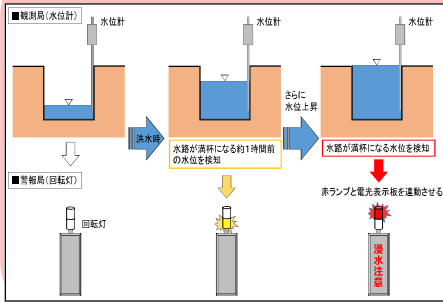 ■観測局(水位計)
水位計
水位計
水位計
洪水時
さらに
水位上昇
水路が満杯になる約1時間前
の水位を検知
水路が満杯になる水位を検知
■警報局(回転灯)
赤ランプと電光表示板を連動させる
回転灯
浸水注意